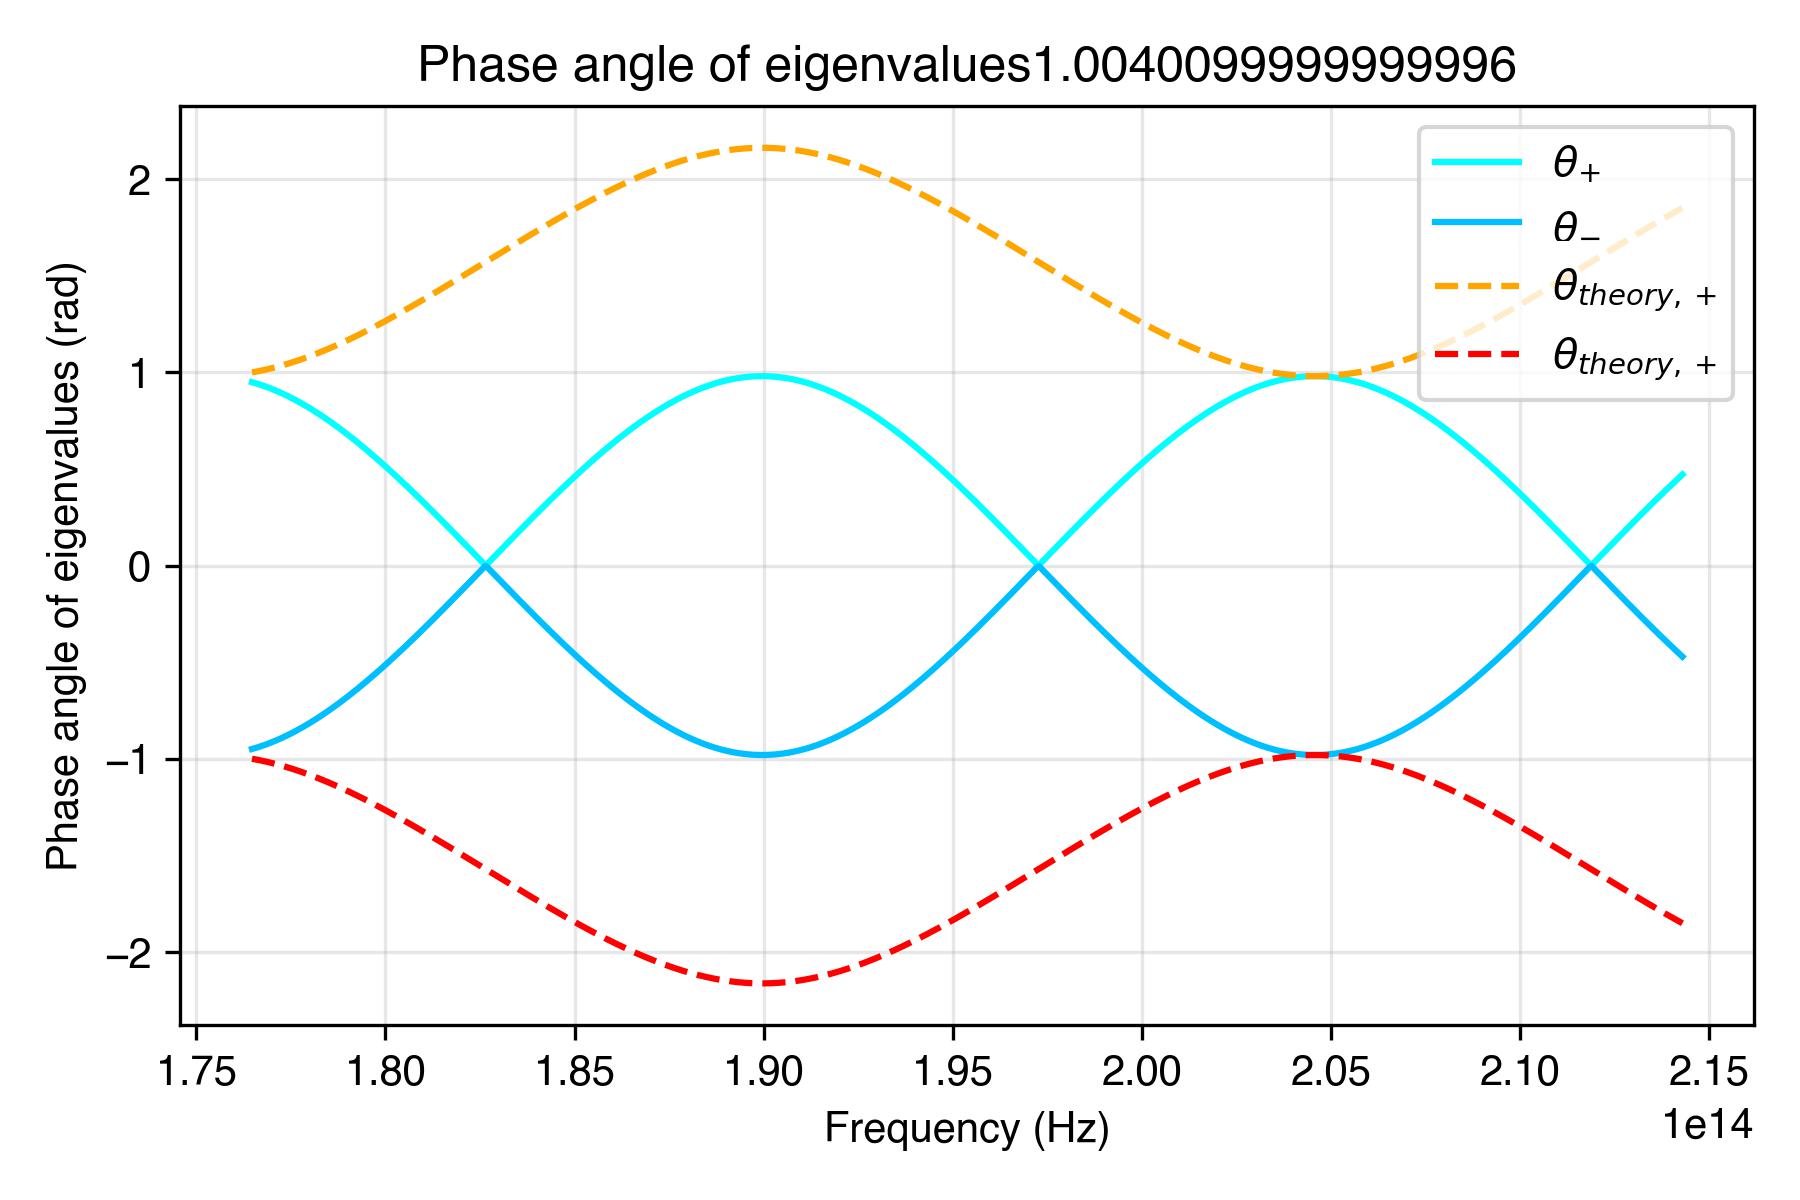 Phase angle of eigenvalues1.0040099999999996
θ₊
θ₋
θtheory, +
θtheory, +
Phase angle of eigenvalues (rad)
2
1
0
−1
−2
1.75 1.80 1.85 1.90 1.95 2.00 2.05 2.10 2.15
1e14
Frequency (Hz)